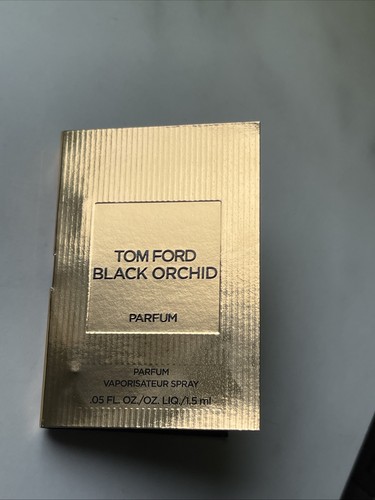 TOM FORD
BLACK ORCHID
PARFUM
PARFUM
VAPORISATEUR SPRAY
.05 FL. OZ./OZ. LIQ./1.5 ml